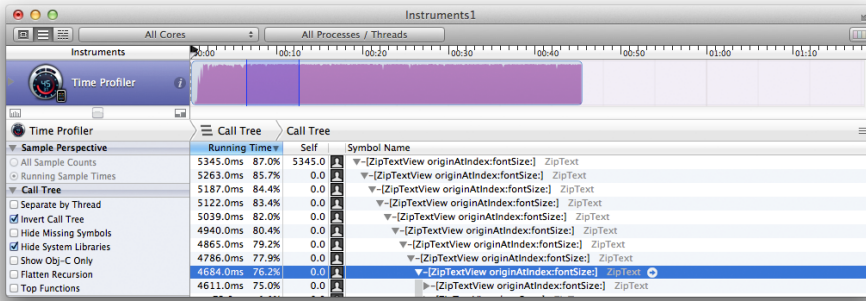 Instruments1
All Cores All Processes / Threads
Instruments 00:00 00:10 00:20 00:30 00:40 00:50 01:00 01:10
Time Profiler
Time Profiler Call Tree Call Tree
Sample Perspective Running Time Self Symbol Name
All Sample Counts 5345.0ms 87.0% 5345.0 -[ZipTextView originAtIndex:fontSize:] ZipText
Running Sample Times 5263.0ms 85.7% 0.0 -[ZipTextView originAtIndex:fontSize:] ZipText
Call Tree 5187.0ms 84.4% 0.0 -[ZipTextView originAtIndex:fontSize:] ZipText
Separate by Thread 5122.0ms 83.4% 0.0 -[ZipTextView originAtIndex:fontSize:] ZipText
Invert Call Tree 5039.0ms 82.0% 0.0 -[ZipTextView originAtIndex:fontSize:] ZipText
Hide Missing Symbols 4940.0ms 80.4% 0.0 -[ZipTextView originAtIndex:fontSize:] ZipText
Hide System Libraries 4865.0ms 79.2% 0.0 -[ZipTextView originAtIndex:fontSize:] ZipText
Show Obj-C Only 4786.0ms 77.9% 0.0 -[ZipTextView originAtIndex:fontSize:] ZipText
Flatten Recursion 4684.0ms 76.2% 0.0 -[ZipTextView originAtIndex:fontSize:] ZipText
Top Functions 4611.0ms 75.0% 0.0 -[ZipTextView originAtIndex:fontSize:] ZipText